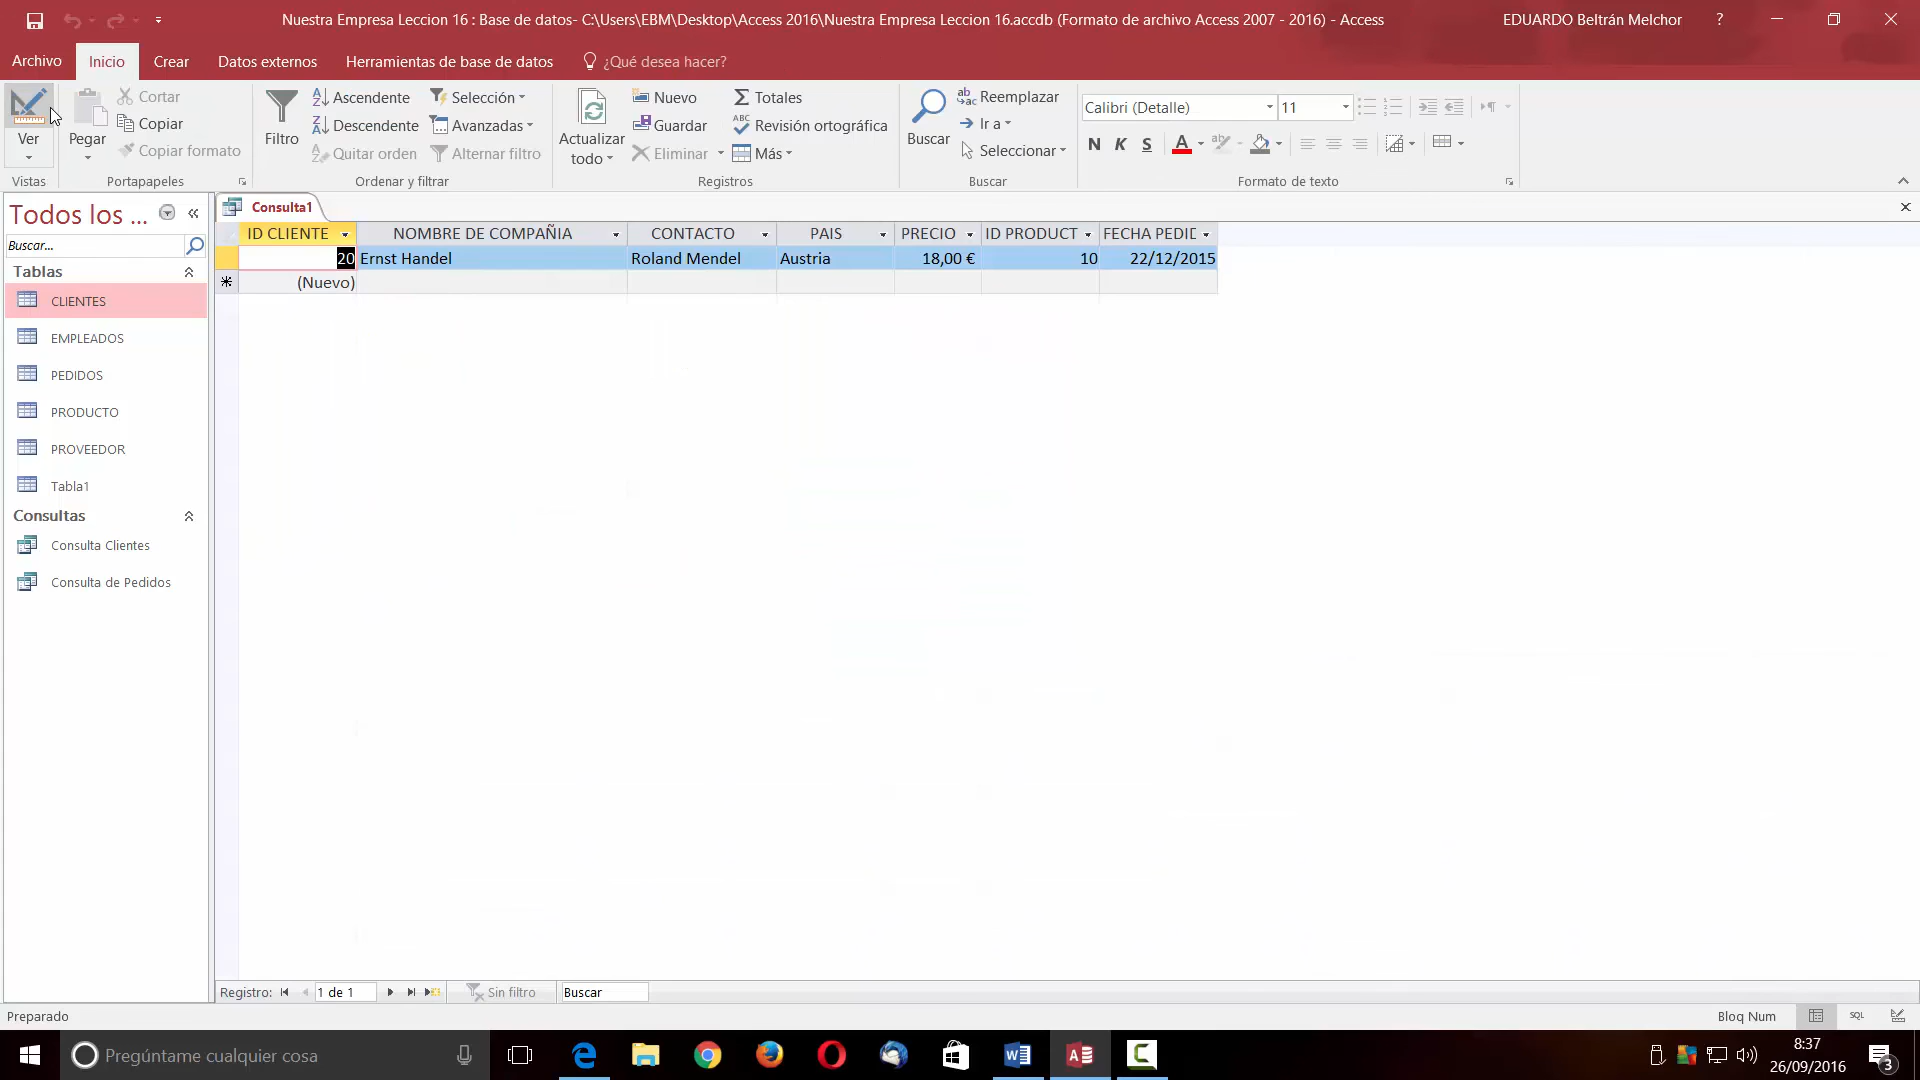 Nuestra Empresa Leccion 16 : Base de datos- C:\Users\EBM\Desktop\Access 2016\Nuestra Empresa Leccion 16.accdb (Formato de archivo Access 2007 - 2016) - Access
EDUARDO Beltrán Melchor
?
Archivo Inicio Crear Datos externos Herramientas de base de datos ¿Qué desea hacer?
Ver
Vistas
Pegar
Cortar
Copiar
Copiar formato
Portapapeles
Filtro
Ascendente
Descendente
Quitar orden
Selección
Avanzadas
Alternar filtro
Ordenar y filtrar
Actualizar
todo
Nuevo
Guardar
Eliminar
Totales
Revisión ortográfica
Más
Registros
Buscar
Reemplazar
Ir a
Seleccionar
Buscar
Calibri (Detalle) 11
N K S A
Formato de texto
Todos los ...
Buscar...
Tablas
CLIENTES
EMPLEADOS
PEDIDOS
PRODUCTO
PROVEEDOR
Tabla1
Consultas
Consulta Clientes
Consulta de Pedidos
Consulta1
ID CLIENTE NOMBRE DE COMPAÑIA CONTACTO PAIS PRECIO ID PRODUCT FECHA PEDID
20 Ernst Handel Roland Mendel Austria 18,00 € 10 22/12/2015
(Nuevo)
Registro: 1 de 1 Sin filtro Buscar
Preparado
Bloq Num
SQL
Pregúntame cualquier cosa
8:37
26/09/2016
3